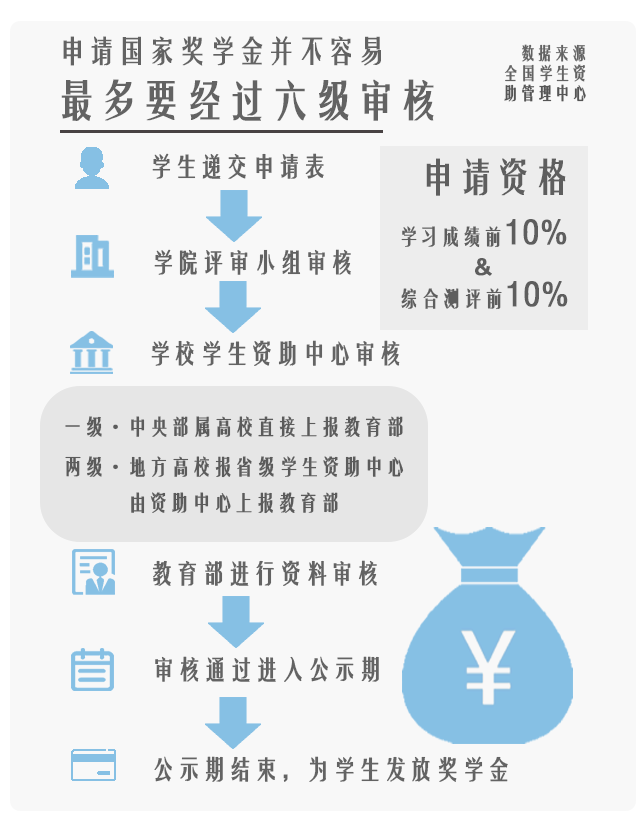 申请国家奖学金并不容易
最多要经过六级审核
数据来源
全国学生资
助管理中心
学生递交申请表
申请资格
学习成绩前10%
&
综合测评前10%
学院评审小组审核
学校学生资助中心审核
一级·中央部属高校直接上报教育部
两级·地方高校报省级学生资助中心
由资助中心上报教育部
教育部进行资料审核
审核通过进入公示期
¥
公示期结束，为学生发放奖学金